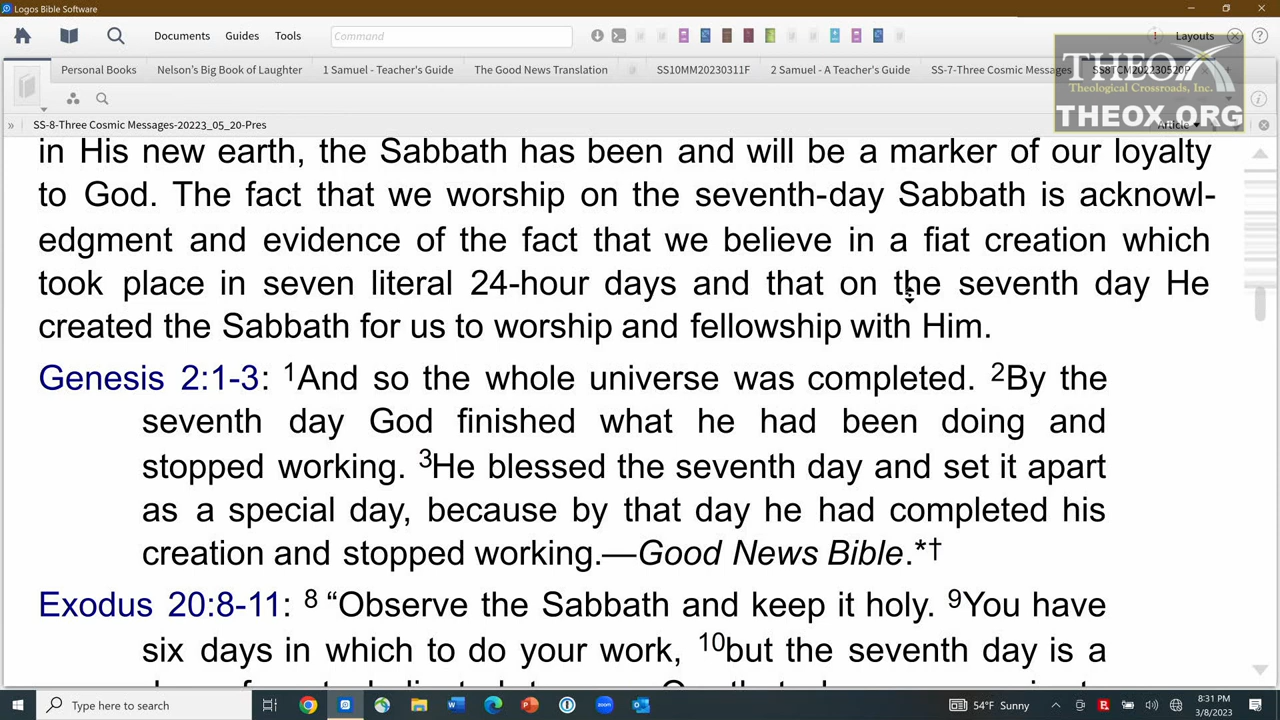 Logos Bible Software
Documents Guides Tools Command Layouts
Personal Books Nelson's Big Book of Laughter The Good News Translation SS10MM20230311F SS-7-Three Cosmic Messages
THEOX
Theological Crossroads, Inc.
THEOX.ORG
SS-8-Three Cosmic Messages-20223_05_20-Pres Article
in His new earth, the Sabbath has been and will be a marker of our loyalty
to God. The fact that we worship on the seventh-day Sabbath is acknowl-
edgment and evidence of the fact that we believe in a fiat creation which
took place in seven literal 24-hour days and that on the seventh day He
created the Sabbath for us to worship and fellowship with Him.
Genesis 2:1-3: 1And so the whole universe was completed. 2By the
seventh day God finished what he had been doing and
stopped working. 3He blessed the seventh day and set it apart
as a special day, because by that day he had completed his
creation and stopped working.—Good News Bible.*†
Exodus 20:8-11: 8 “Observe the Sabbath and keep it holy. 9You have
six days in which to do your work, 10but the seventh day is a
Type here to search 54°F Sunny 8:31 PM
3/8/2023